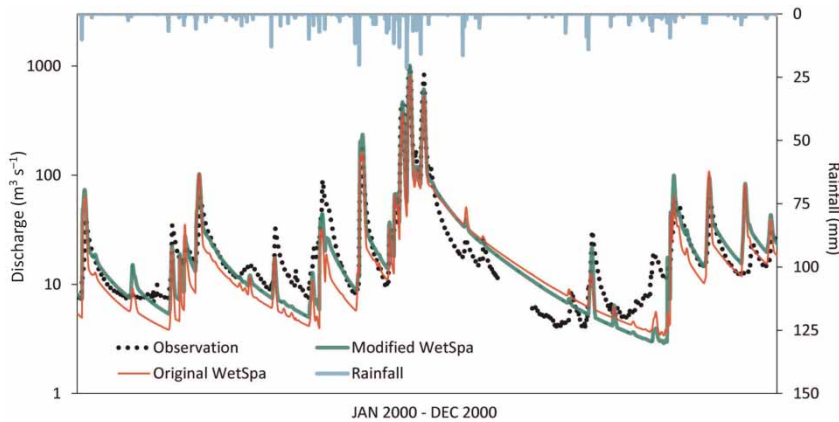 0
1000
25
50
100
75
100
10
125
1
150
Discharge (m³ s⁻¹)
Rainfall (mm)
Observation
Modified WetSpa
Original WetSpa
Rainfall
JAN 2000 - DEC 2000